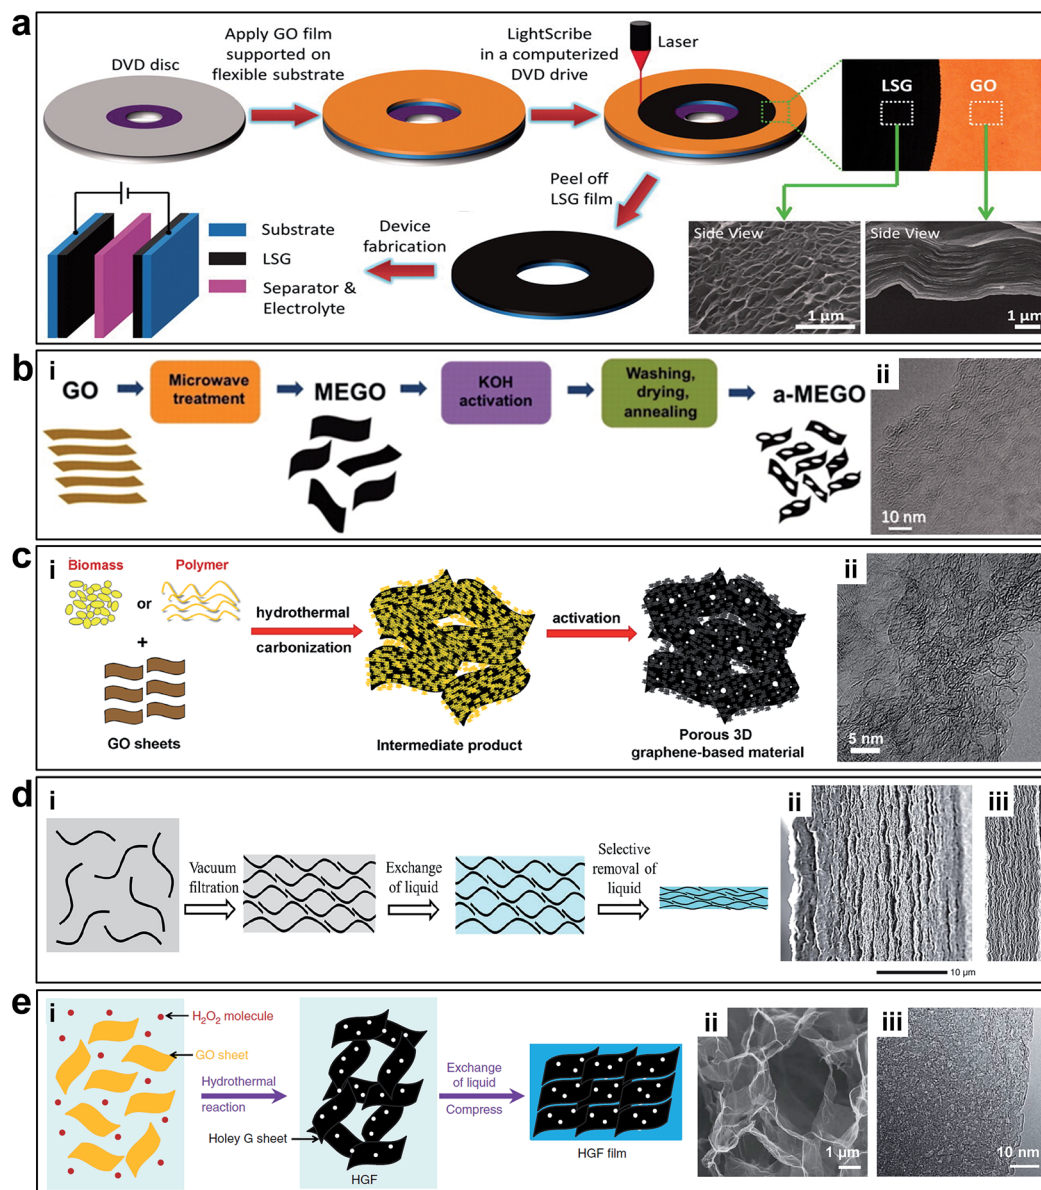 a
DVD disc
Apply GO film
supported on
flexible substrate
LightScribe
in a computerized
DVD drive
Laser
LSG
GO
Peel off
LSG film
Device
fabrication
Substrate
LSG
Separator &
Electrolyte
Side View
1 µm
Side View
1 µm
b
i
GO
Microwave
treatment
MEGO
KOH
activation
Washing,
drying,
annealing
a-MEGO
ii
10 nm
c
i
Biomass
or
Polymer
+
GO sheets
hydrothermal
carbonization
Intermediate product
activation
Porous 3D
graphene-based material
ii
5 nm
d
i
Vacuum
filtration
Exchange
of liquid
Selective
removal of
liquid
ii
iii
10 µm
e
i
H₂O₂ molecule
GO sheet
Hydrothermal
reaction
Holey G sheet
HGF
Exchange
of liquid
Compress
HGF film
ii
1 µm
iii
10 nm